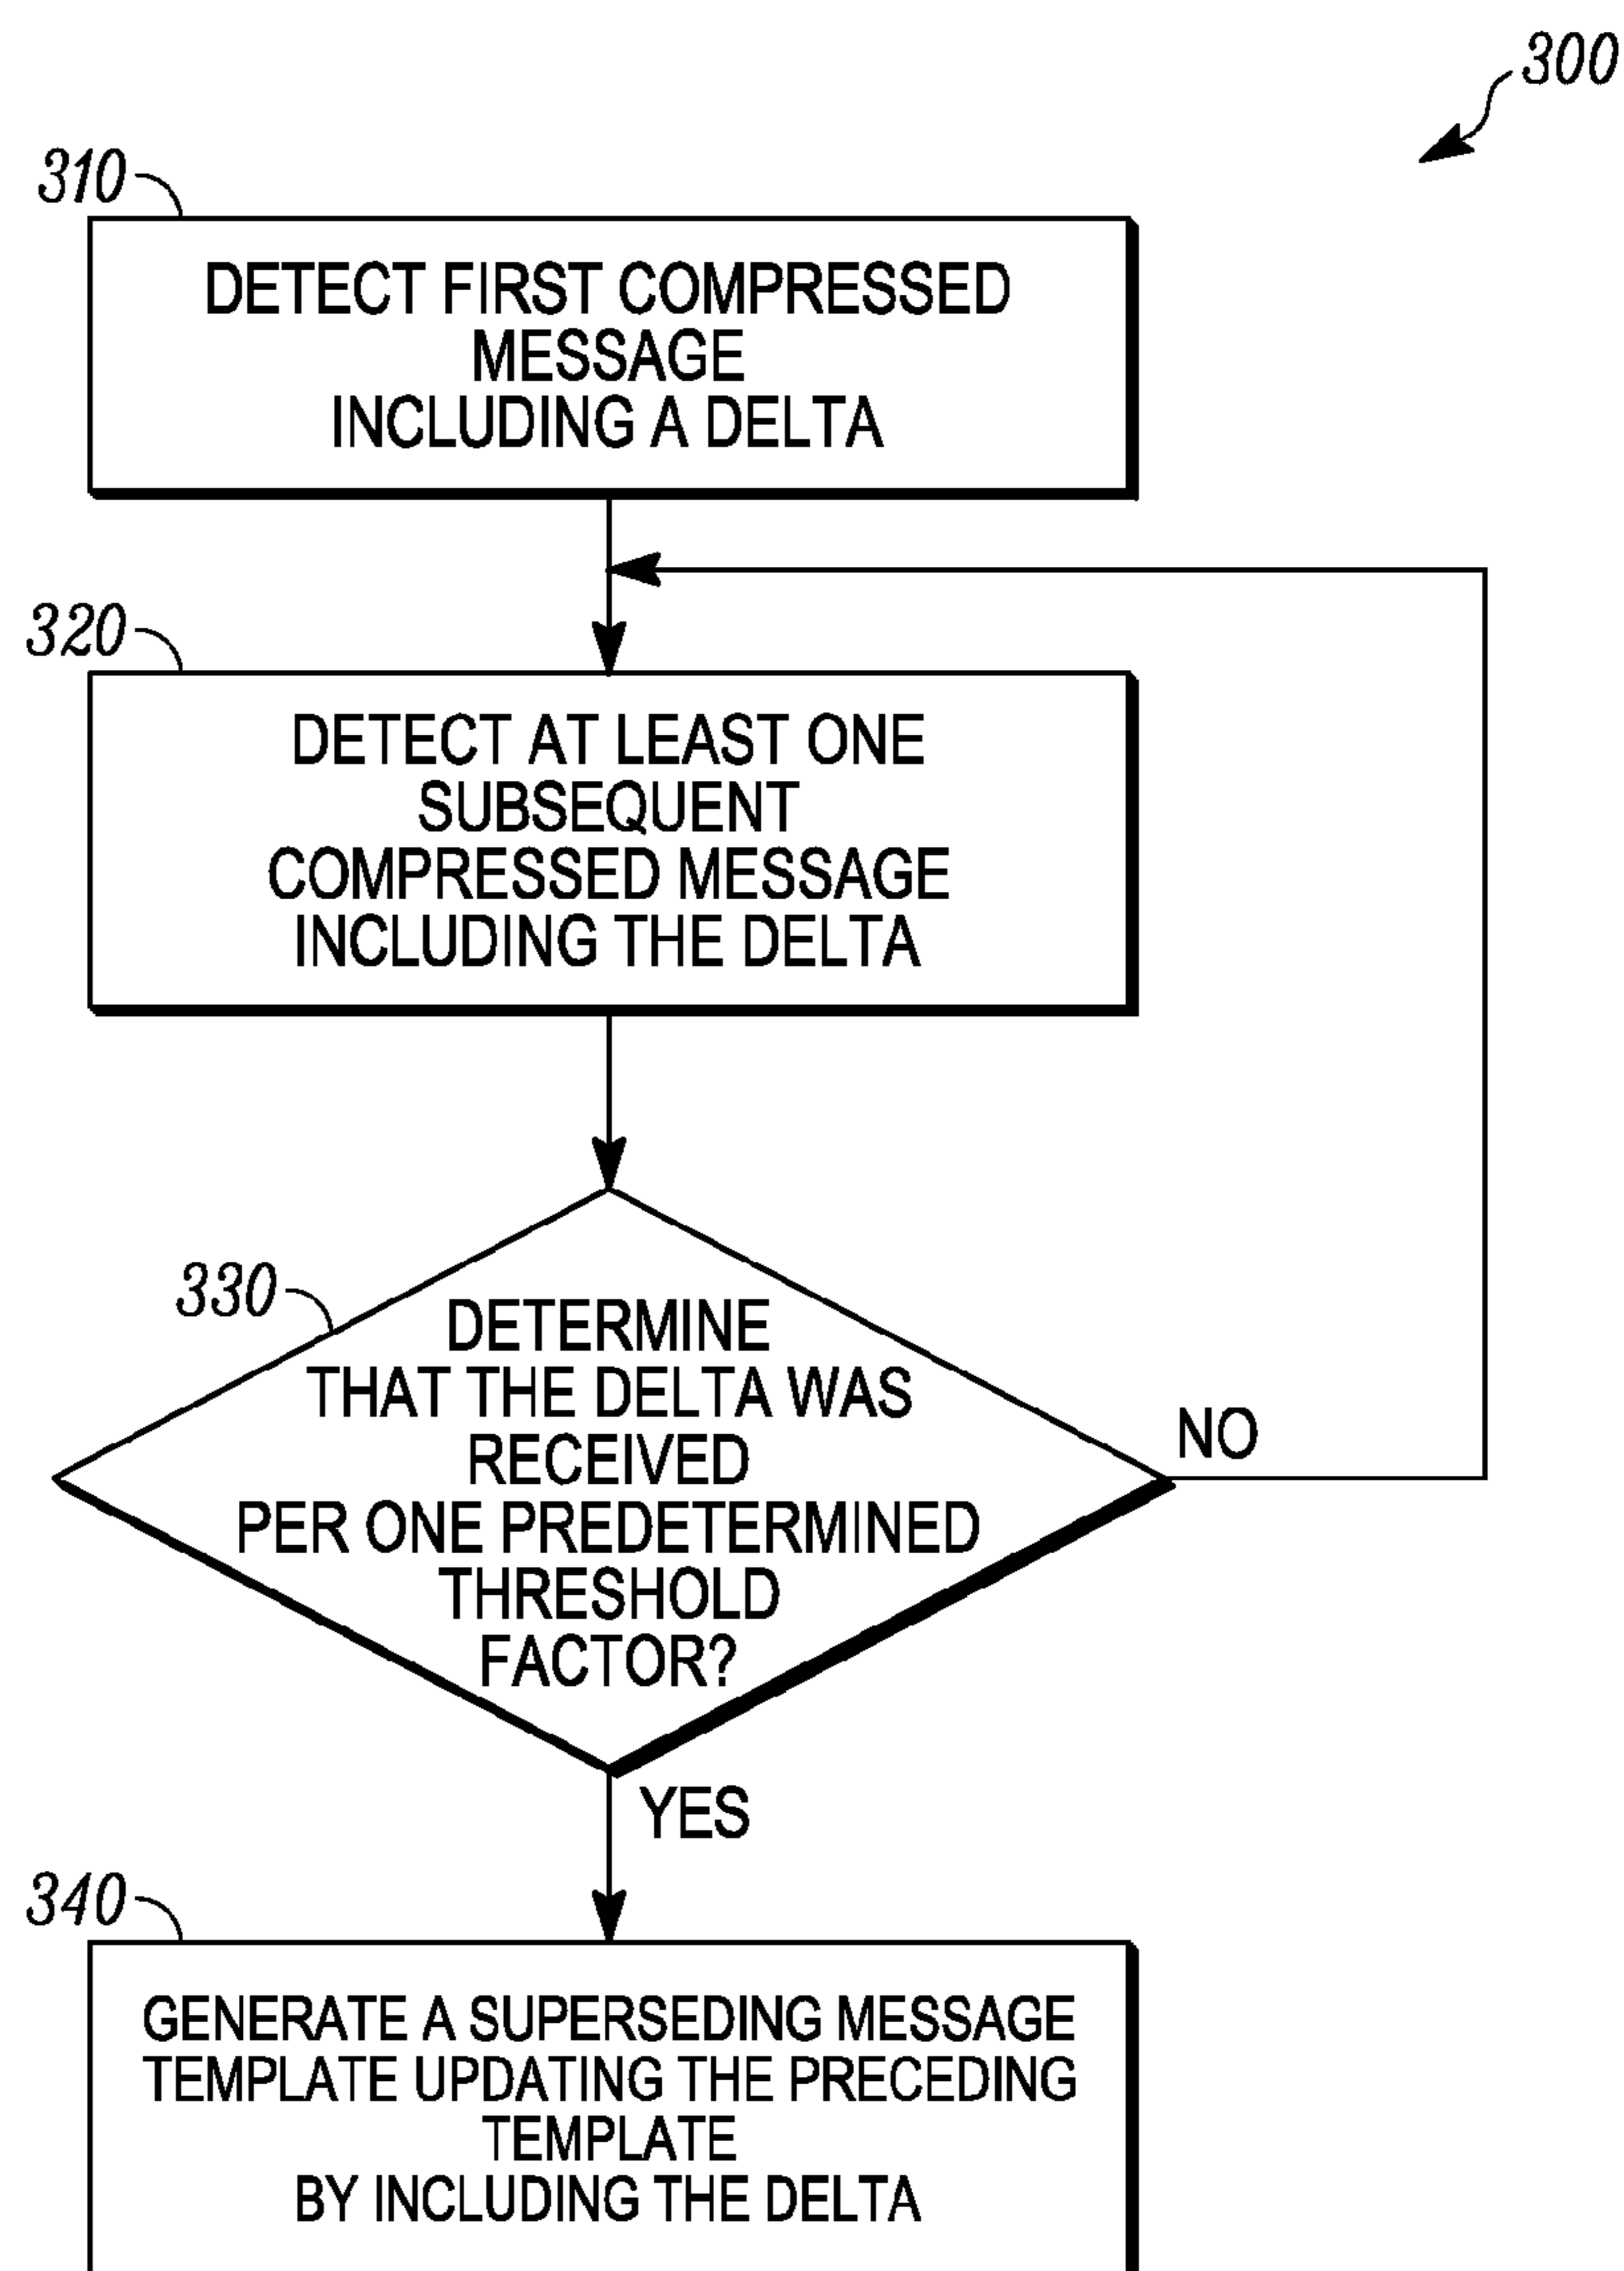 300
310
DETECT FIRST COMPRESSED
MESSAGE
INCLUDING A DELTA
320
DETECT AT LEAST ONE
SUBSEQUENT
COMPRESSED MESSAGE
INCLUDING THE DELTA
330
DETERMINE
THAT THE DELTA WAS
RECEIVED
PER ONE PREDETERMINED
THRESHOLD
FACTOR?
NO
YES
340
GENERATE A SUPERSEDING MESSAGE
TEMPLATE UPDATING THE PRECEDING
TEMPLATE
BY INCLUDING THE DELTA